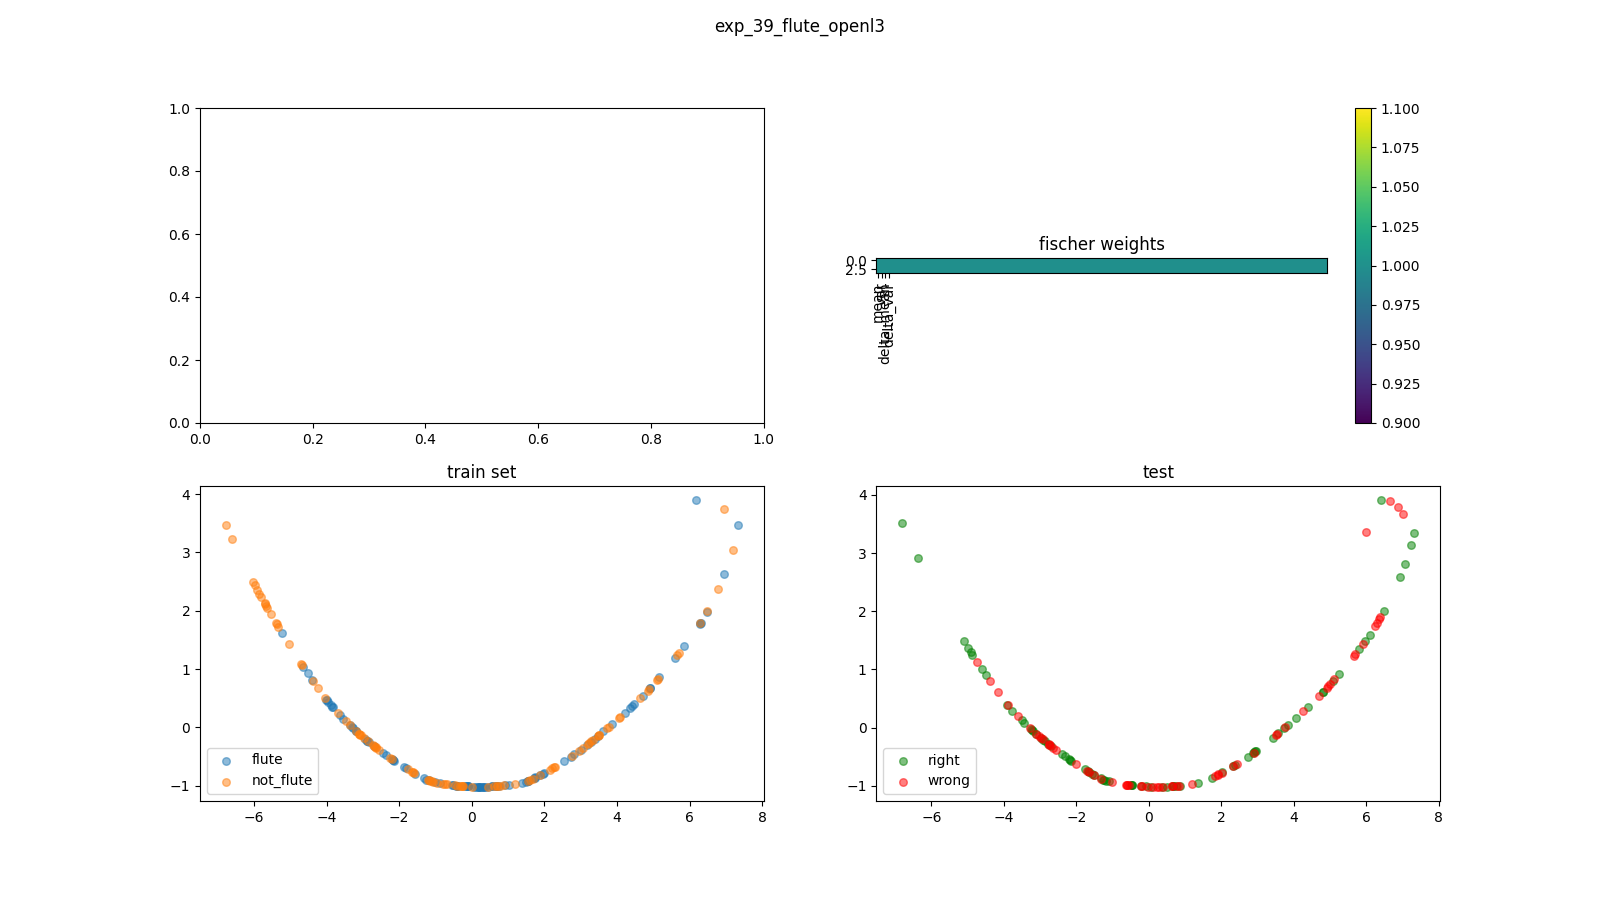 exp_39_flute_openl3
1.0
0.8
0.6
0.4
0.2
0.0
0.0 0.2 0.4 0.6 0.8 1.0
fischer weights
0.0
2.5
mean
delta_mean
delta_var
1.100
1.075
1.050
1.025
1.000
0.975
0.950
0.925
0.900
train set
4
3
2
1
0
−1
−6 −4 −2 0 2 4 6 8
flute
not_flute
test
4
3
2
1
0
−1
−6 −4 −2 0 2 4 6 8
right
wrong